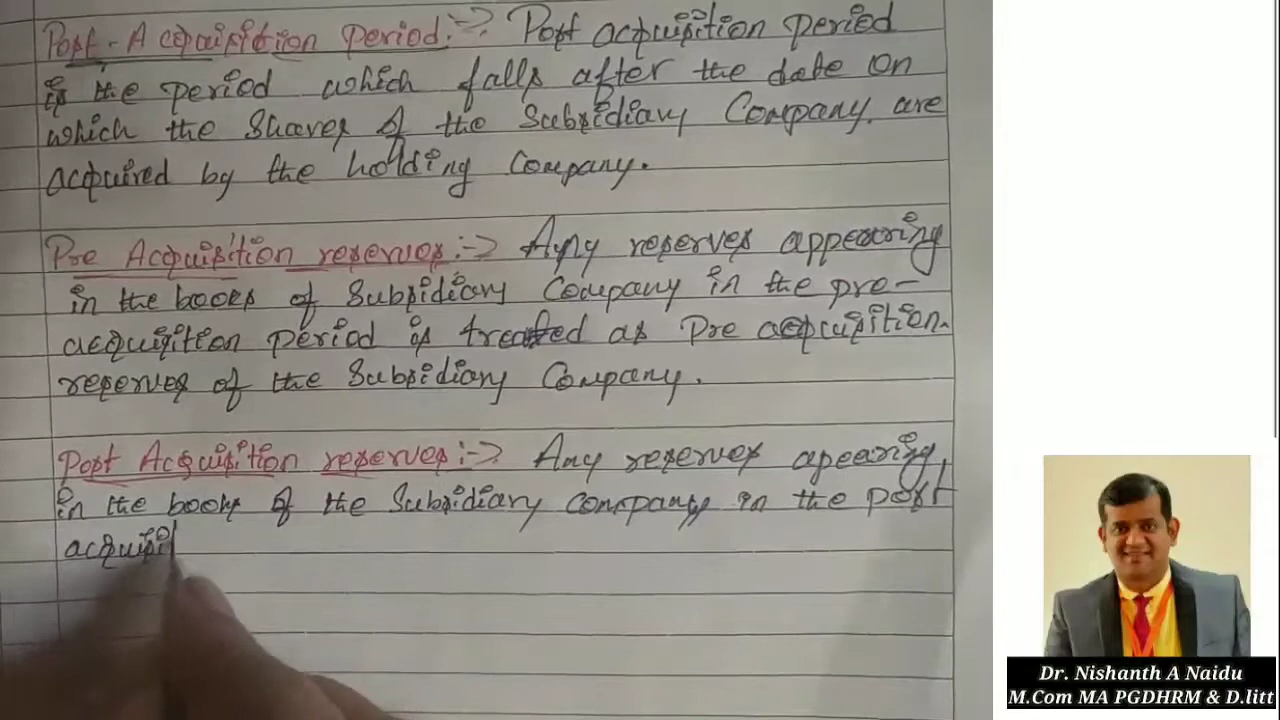 Post-Acquisition period:-> Post acquisition period
is the period which falls after the date on
which the Shares of the Subsidiary Company. are
acquired by the holding Company.
Pre Acquisition reserves:-> Any reserves appearing
in the books of Subsidiary Company in the pre-
acquisition period is treated as Pre acquisition.
reserves of the Subsidiary Company.
Post Acquisition reserves:-> Any reserves apearing
in the books of the Subsidiary company in the post
acquisit
Dr. Nishanth A Naidu
M.Com MA PGDHRM & D.litt